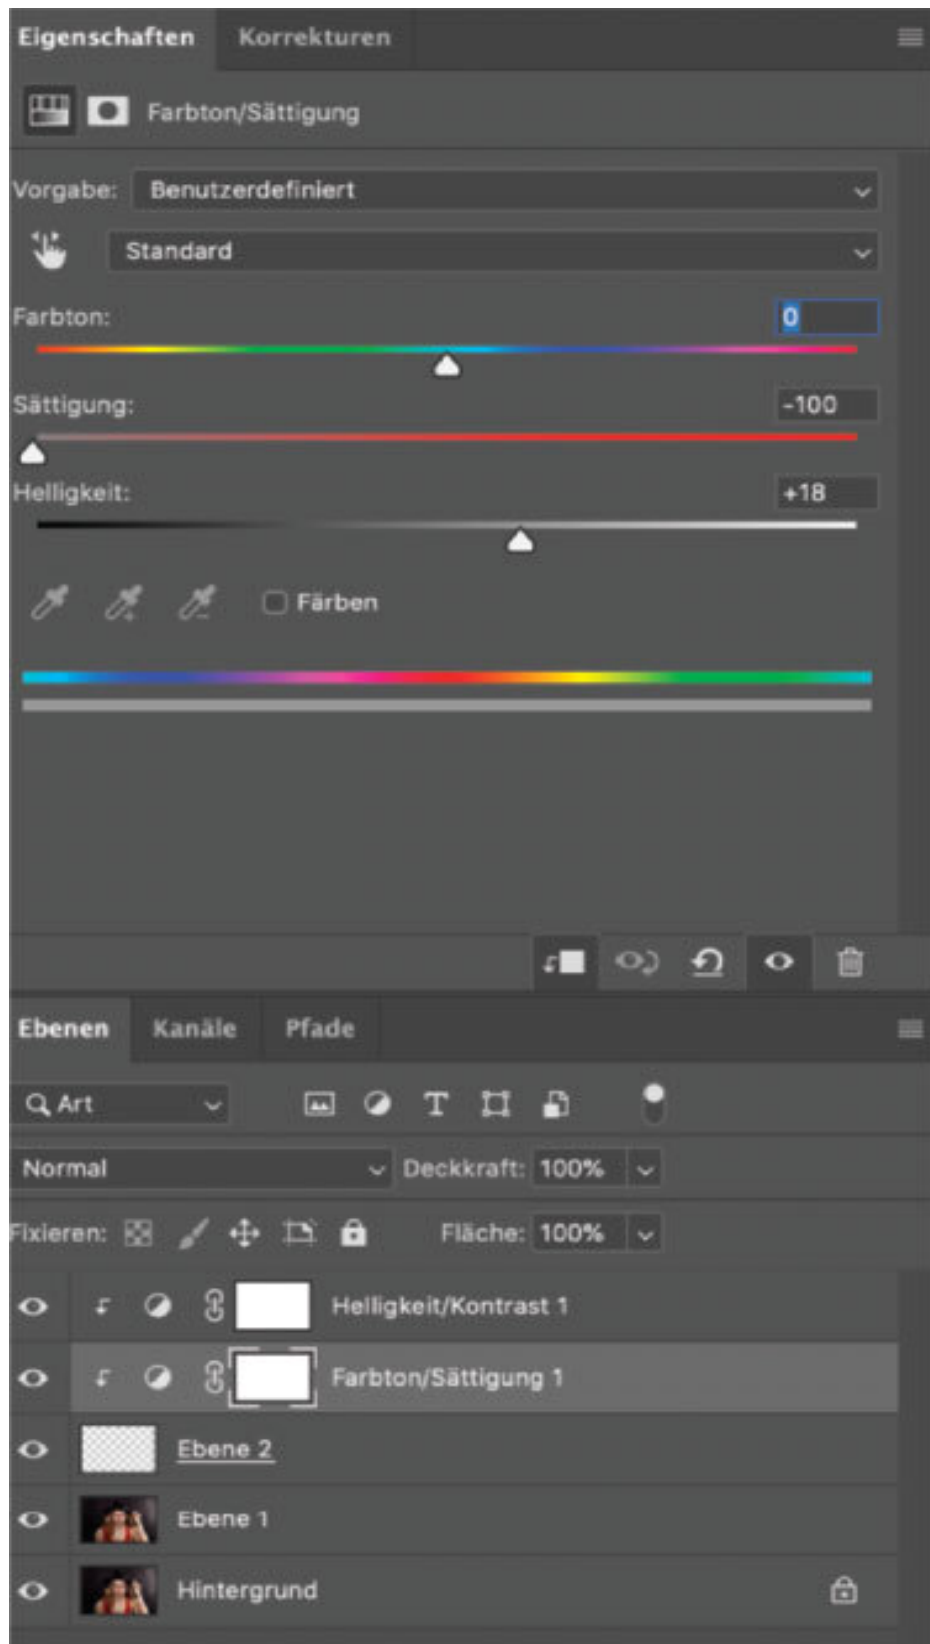 Eigenschaften Korrekturen
Farbton/Sättigung
Vorgabe: Benutzerdefiniert
Standard
Farbton: 0
Sättigung: -100
Helligkeit: +18
Färben
Ebenen Kanäle Pfade
Art T
Normal Deckkraft: 100%
Fixieren: Fläche: 100%
Helligkeit/Kontrast 1
Farbton/Sättigung 1
Ebene 2
Ebene 1
Hintergrund